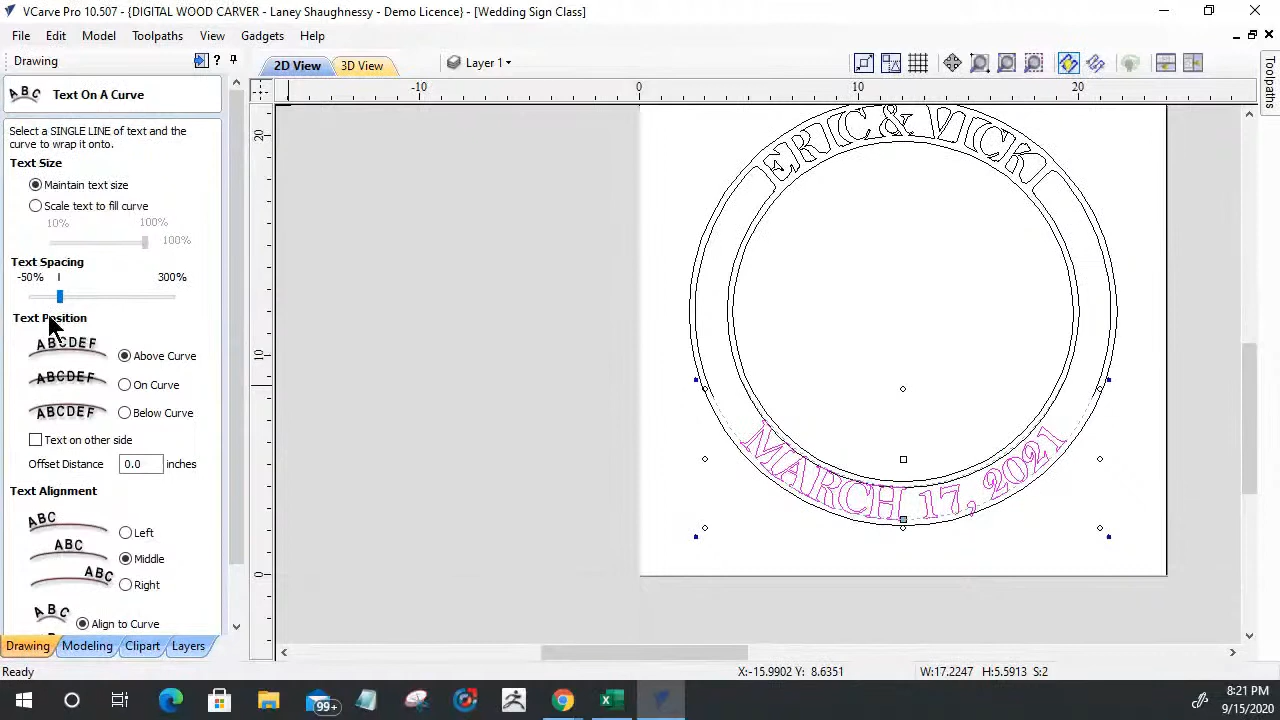 VCarve Pro 10.507 - {DIGITAL WOOD CARVER - Laney Shaughnessy - Demo Licence} - [Wedding Sign Class]
File Edit Model Toolpaths View Gadgets Help
Drawing
2D View 3D View Layer 1
ABC Text On A Curve
-10 0 10 20
Toolpaths
Select a SINGLE LINE of text and the
curve to wrap it onto.
Text Size
Maintain text size
Scale text to fill curve
10% 100%
100%
Text Spacing
-50% 300%
Text Position
ABCDEF Above Curve
ABCDEF On Curve
ABCDEF Below Curve
Text on other side
Offset Distance 0.0 inches
Text Alignment
ABC Left
ABC Middle
ABC Right
ABC Align to Curve
20
10
0
ERIC & VICKI
MARCH 17, 2021
Drawing Modeling Clipart Layers
Ready X:-15.9902 Y: 8.6351 W:17.2247 H:5.5913 S:2
99+
8:21 PM
9/15/2020